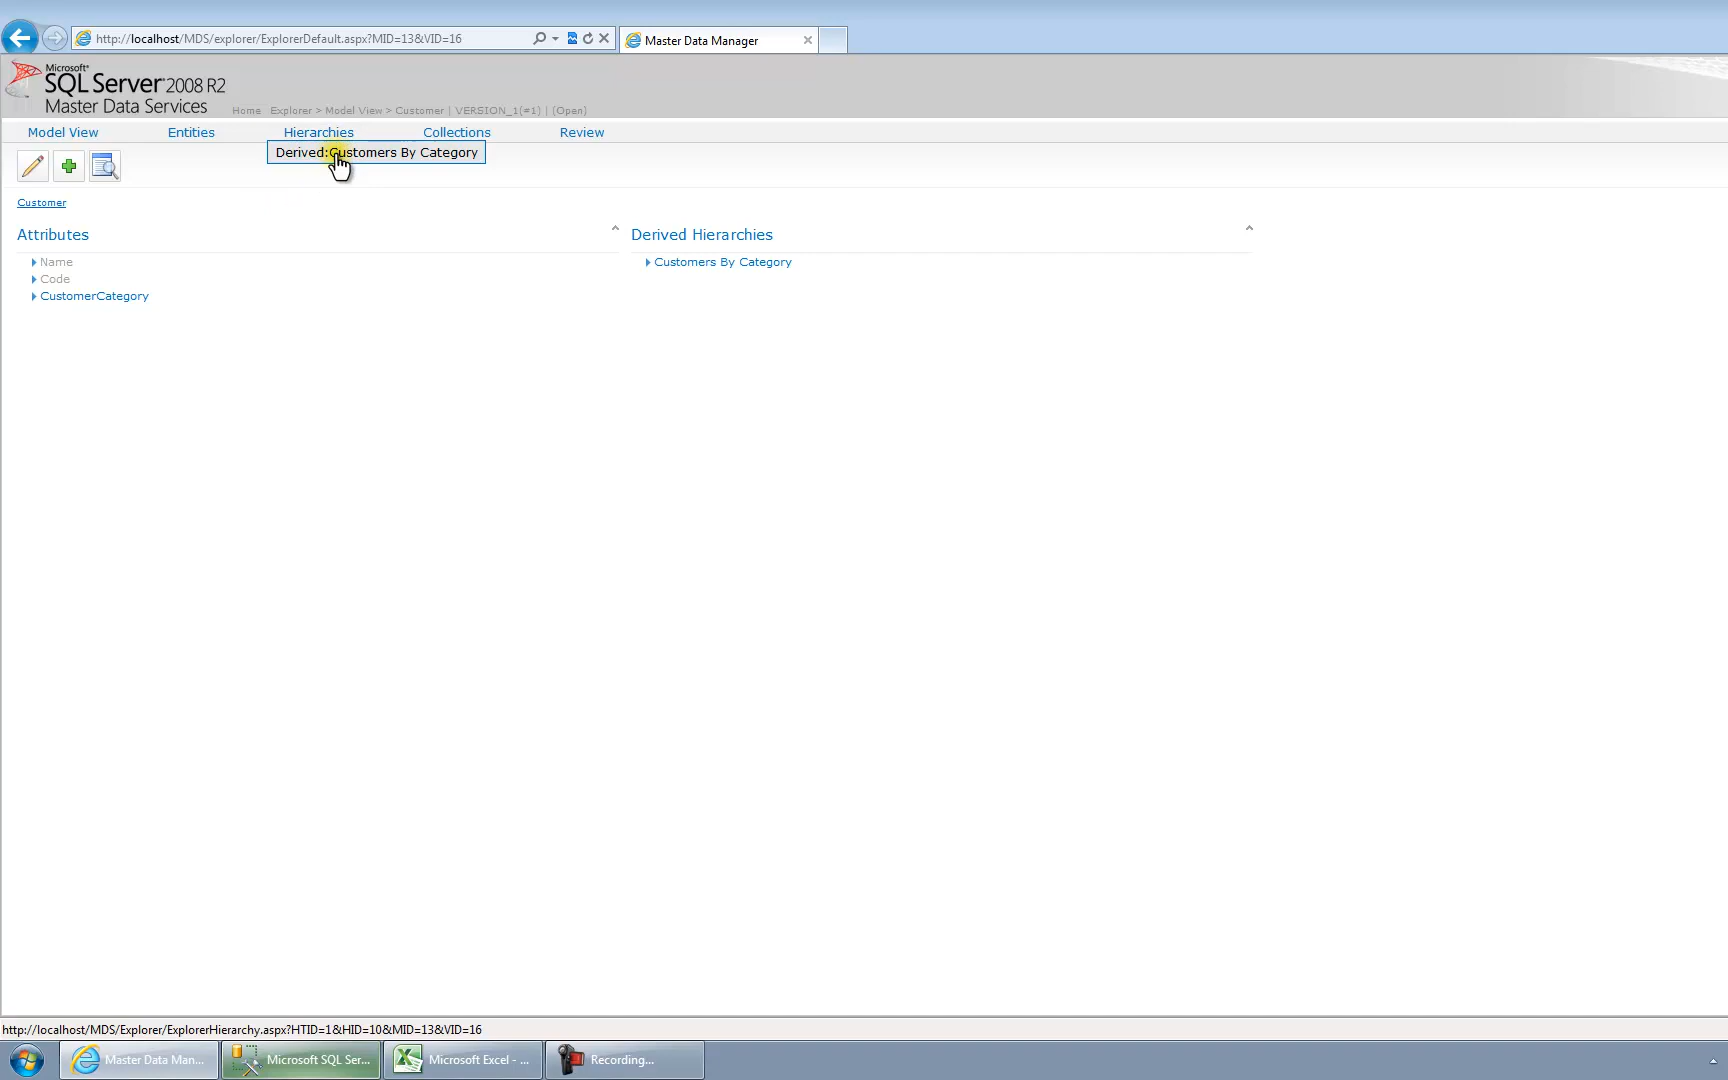 http://localhost/MDS/explorer/ExplorerDefault.aspx?MID=13&VID=16
Master Data Manager
Microsoft®
SQL Server® 2008 R2
Master Data Services
Home Explorer > Model View > Customer | VERSION_1(#1) | (Open)
Model View Entities Hierarchies Collections Review
Derived:Customers By Category
Customer
Attributes
Derived Hierarchies
Name
Customers By Category
Code
CustomerCategory
http://localhost/MDS/Explorer/ExplorerHierarchy.aspx?HTID=1&HID=10&MID=13&VID=16
Master Data Man...
Microsoft SQL Ser...
Microsoft Excel - ...
Recording...